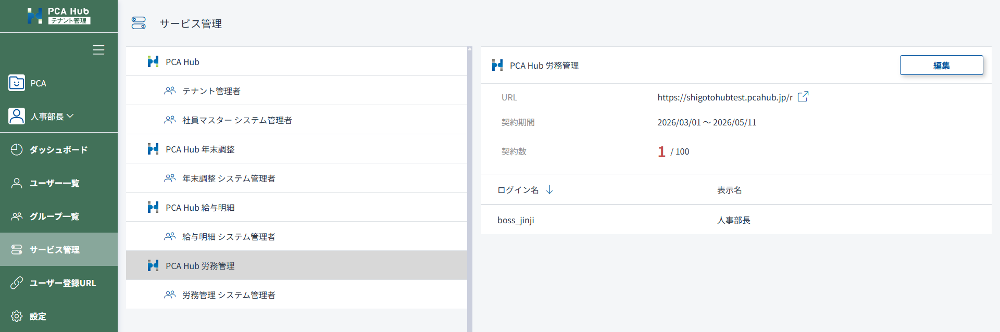 PCA Hub
テナント管理
PCA
人事部長
ダッシュボード
ユーザー一覧
グループ一覧
サービス管理
ユーザー登録URL
設定
サービス管理
PCA Hub
テナント管理者
社員マスター システム管理者
PCA Hub 年末調整
年末調整 システム管理者
PCA Hub 給与明細
給与明細 システム管理者
PCA Hub 労務管理
労務管理 システム管理者
PCA Hub 労務管理
編集
URL
https://shigotohubtest.pcahub.jp/r
契約期間
2026/03/01 ～ 2026/05/11
契約数
1 / 100
ログイン名 表示名
boss_jinji 人事部長